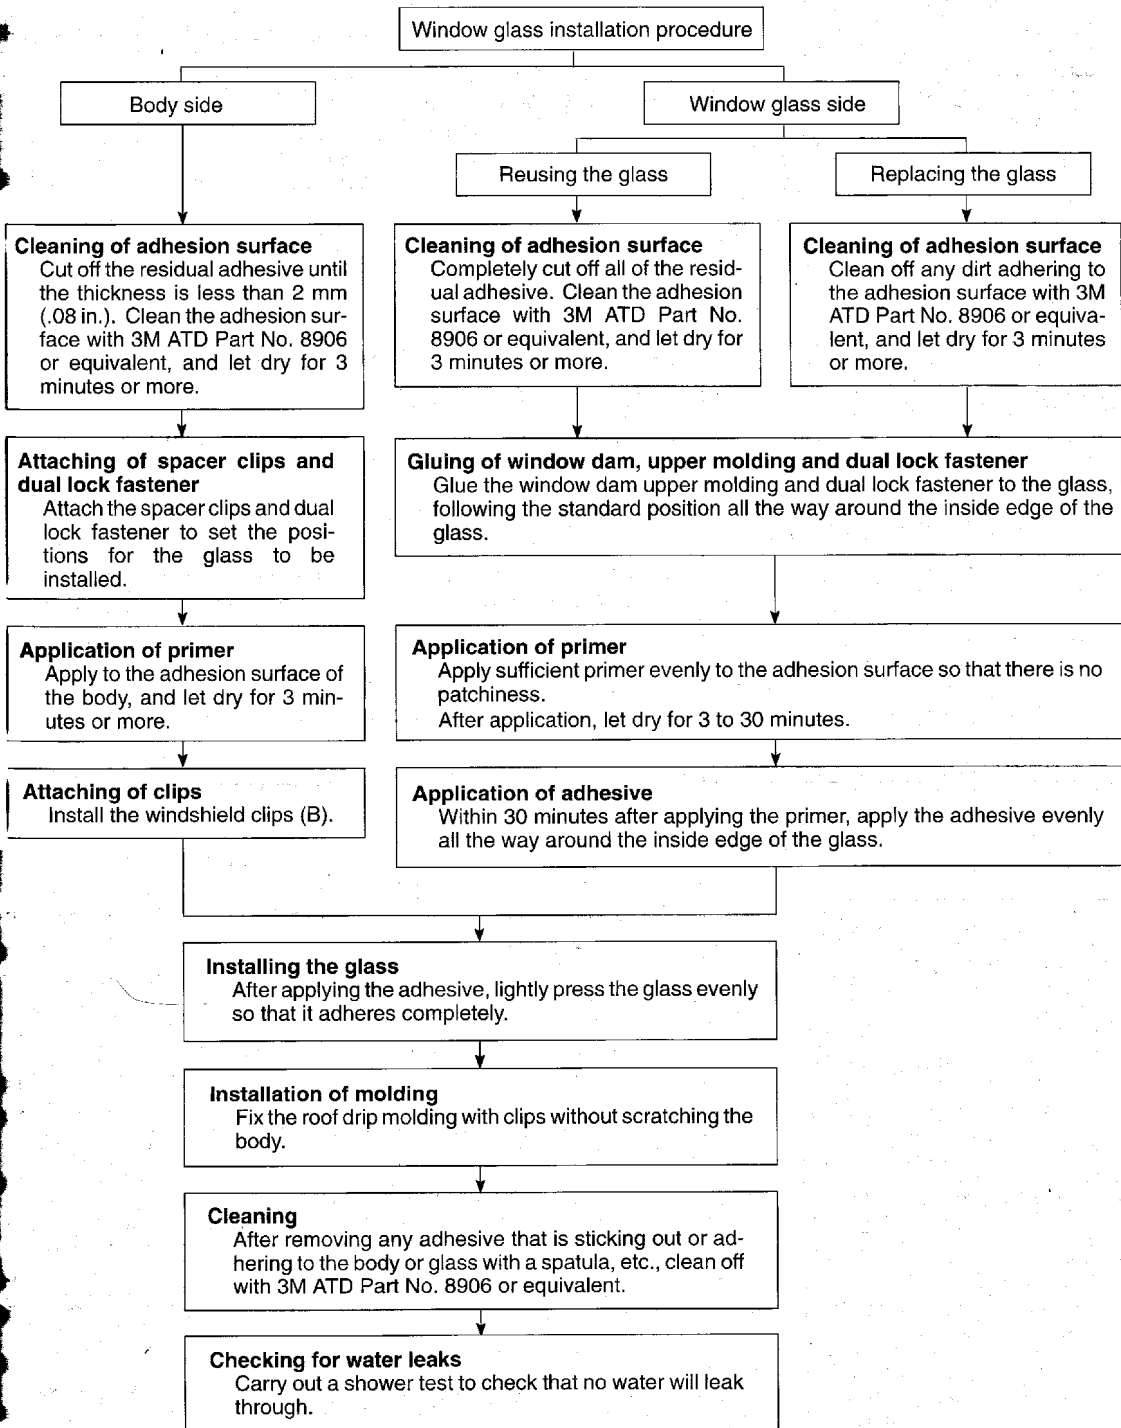 Window glass installation procedure
Body side
Window glass side
Reusing the glass
Replacing the glass
Cleaning of adhesion surface
Cut off the residual adhesive until
the thickness is less than 2 mm
(.08 in.). Clean the adhesion sur-
face with 3M ATD Part No. 8906
or equivalent, and let dry for 3
minutes or more.
Cleaning of adhesion surface
Completely cut off all of the resid-
ual adhesive. Clean the adhesion
surface with 3M ATD Part No.
8906 or equivalent, and let dry for
3 minutes or more.
Cleaning of adhesion surface
Clean off any dirt adhering to
the adhesion surface with 3M
ATD Part No. 8906 or equiva-
lent, and let dry for 3 minutes
or more.
Attaching of spacer clips and
dual lock fastener
Attach the spacer clips and dual
lock fastener to set the posi-
tions for the glass to be
installed.
Gluing of window dam, upper molding and dual lock fastener
Glue the window dam upper molding and dual lock fastener to the glass,
following the standard position all the way around the inside edge of the
glass.
Application of primer
Apply to the adhesion surface of
the body, and let dry for 3 min-
utes or more.
Application of primer
Apply sufficient primer evenly to the adhesion surface so that there is no
patchiness.
After application, let dry for 3 to 30 minutes.
Attaching of clips
Install the windshield clips (B).
Application of adhesive
Within 30 minutes after applying the primer, apply the adhesive evenly
all the way around the inside edge of the glass.
Installing the glass
After applying the adhesive, lightly press the glass evenly
so that it adheres completely.
Installation of molding
Fix the roof drip molding with clips without scratching the
body.
Cleaning
After removing any adhesive that is sticking out or ad-
hering to the body or glass with a spatula, etc., clean off
with 3M ATD Part No. 8906 or equivalent.
Checking for water leaks
Carry out a shower test to check that no water will leak
through.